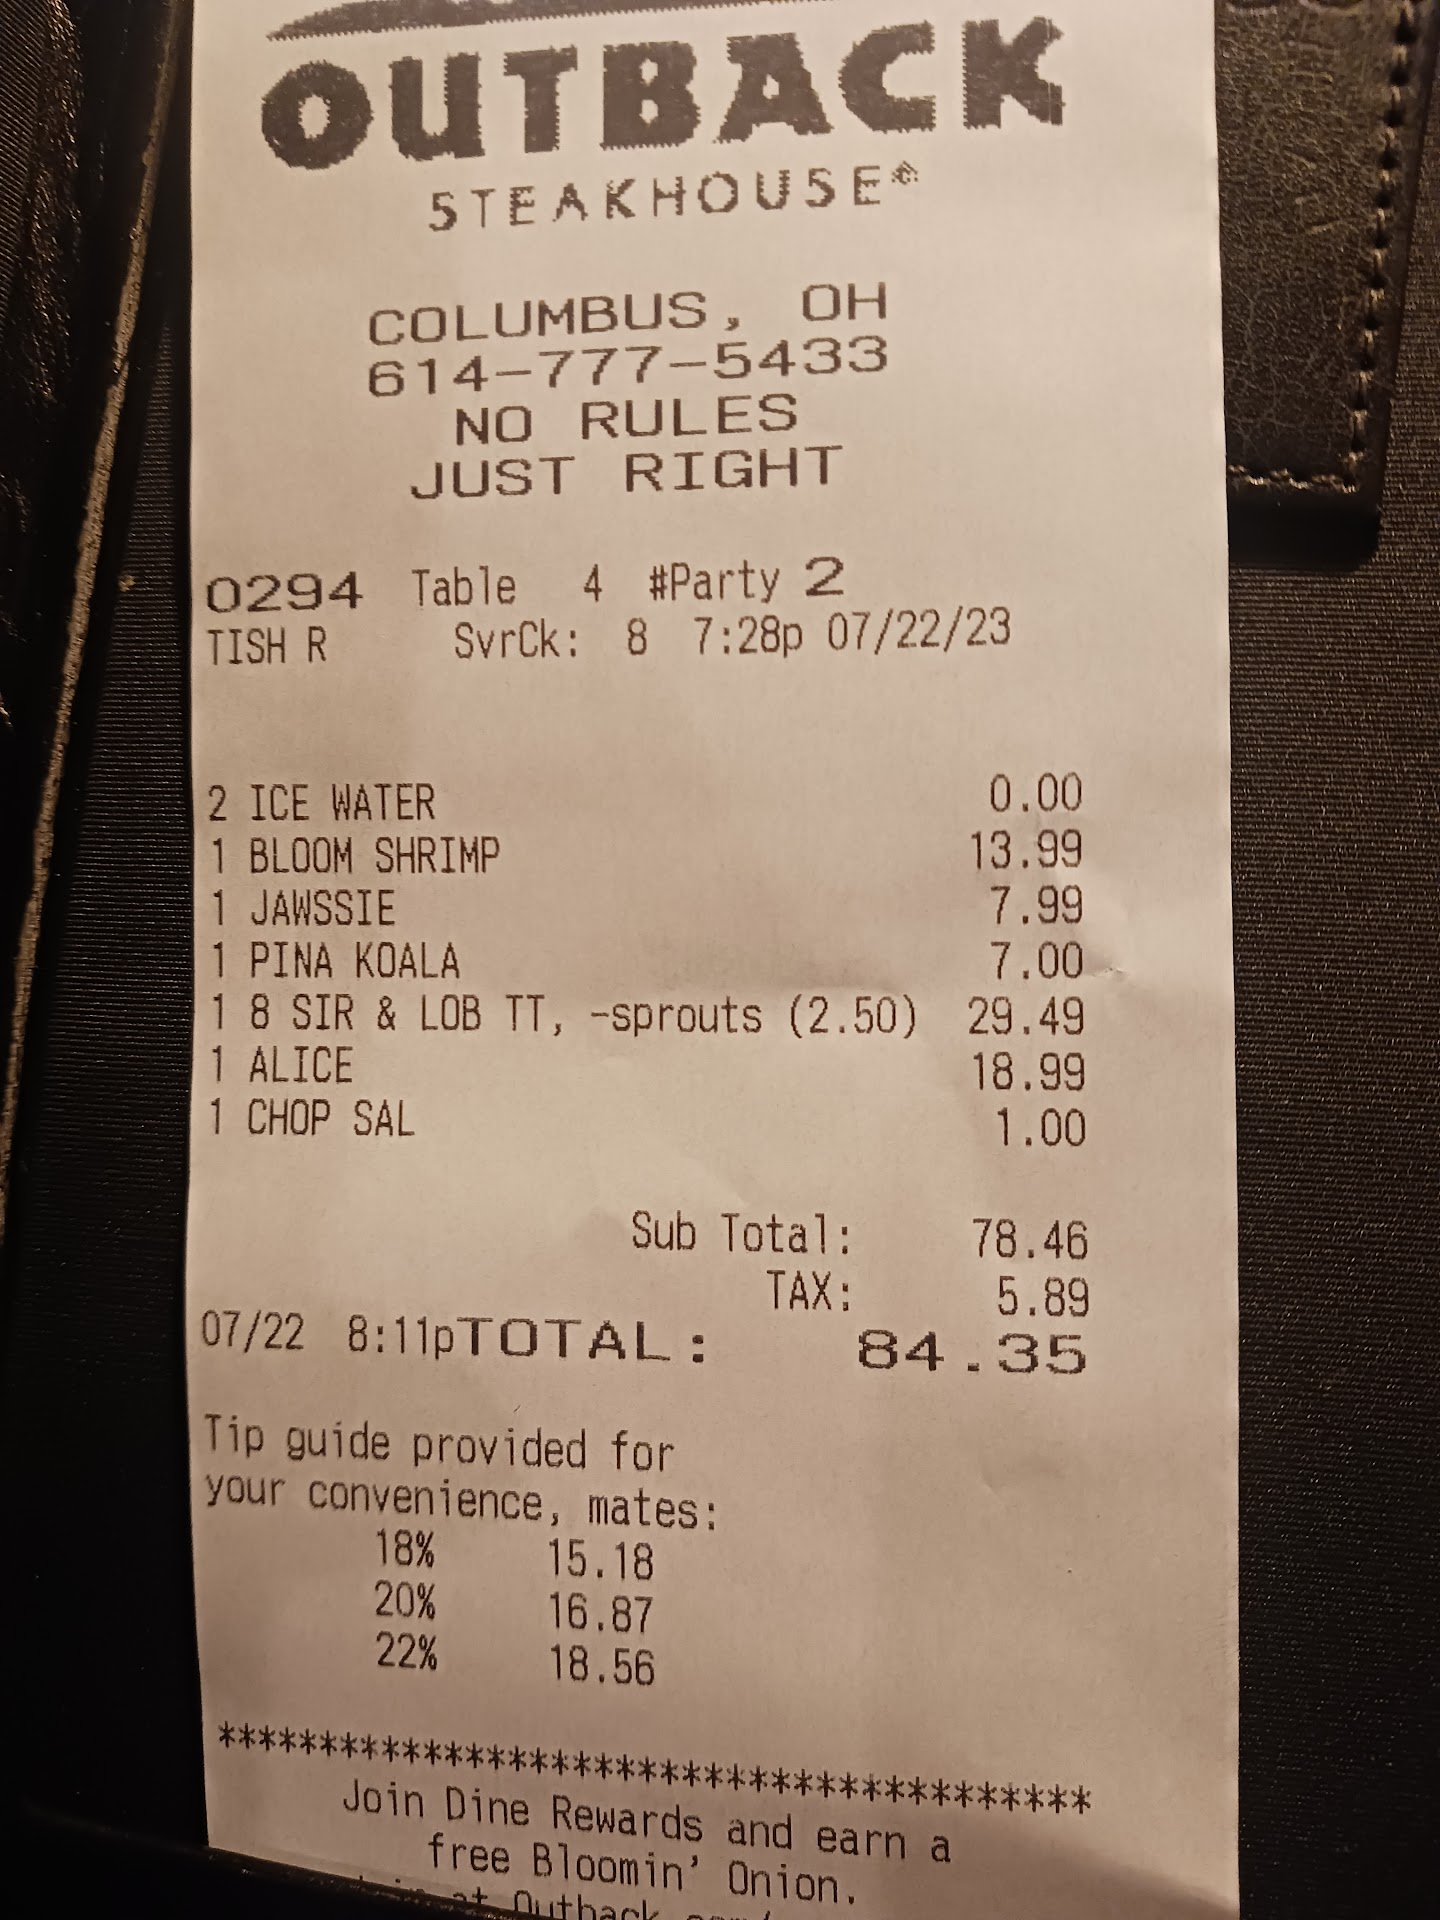 OUTBACK
STEAKHOUSE®
COLUMBUS, OH
614-777-5433
NO RULES
JUST RIGHT
0294 Table 4 #Party 2
TISH R SvrCk: 8 7:28p 07/22/23
2 ICE WATER 0.00
1 BLOOM SHRIMP 13.99
1 JAWSSIE 7.99
1 PINA KOALA 7.00
1 8 SIR & LOB TT, -sprouts (2.50) 29.49
1 ALICE 18.99
1 CHOP SAL 1.00
Sub Total: 78.46
TAX: 5.89
07/22 8:11pTOTAL: 84.35
Tip guide provided for
your convenience, mates:
18% 15.18
20% 16.87
22% 18.56
******************************************
Join Dine Rewards and earn a
free Bloomin' Onion.
at Outback.com/